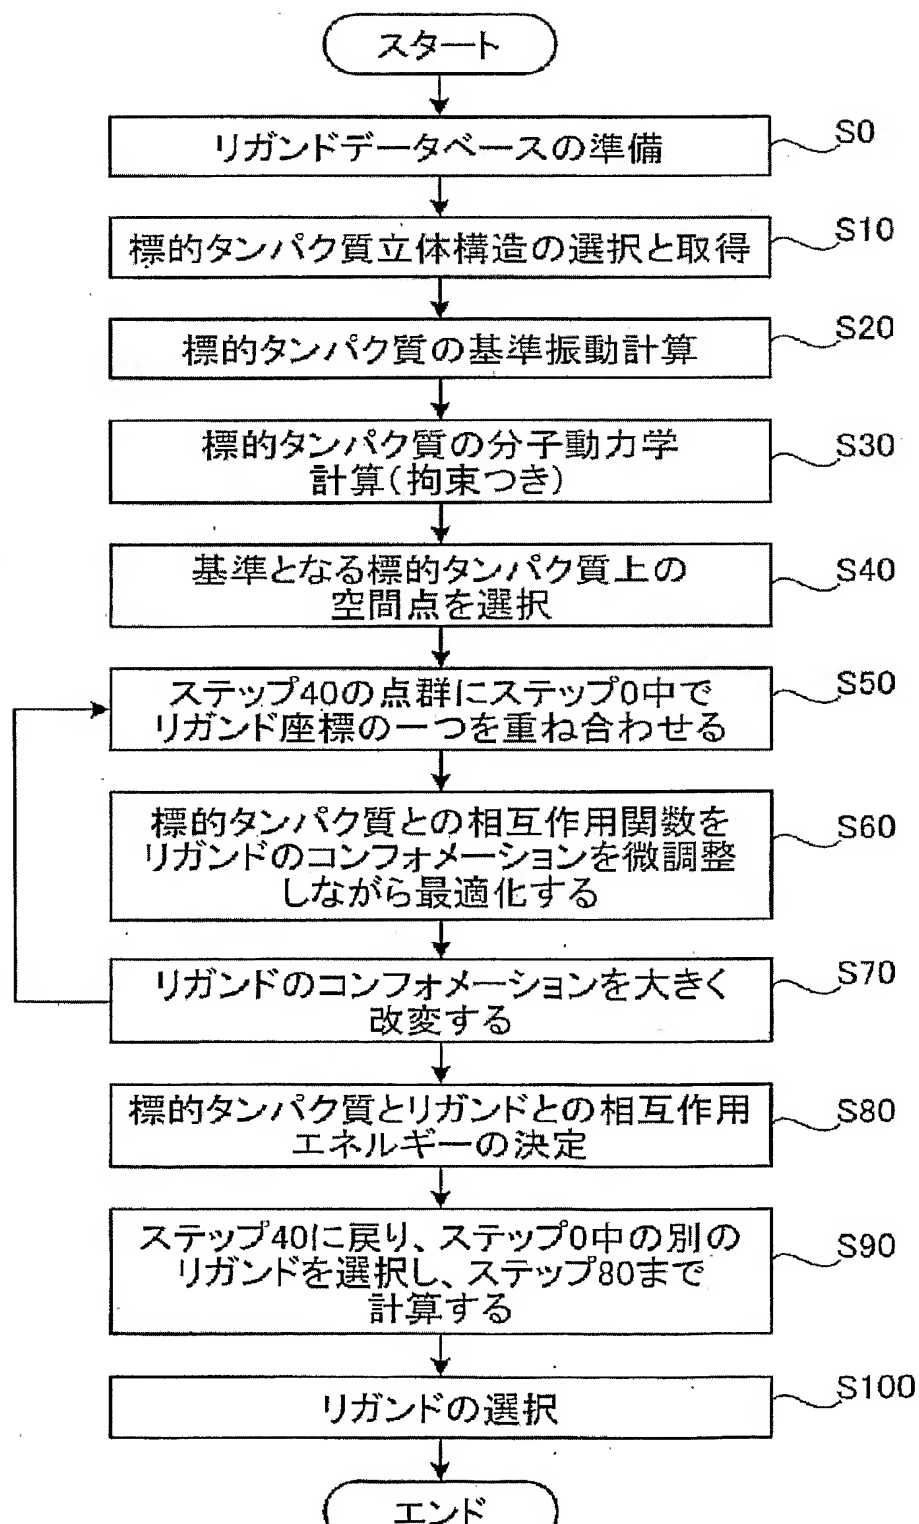 スタート
リガンドデータベースの準備
S0
標的タンパク質立体構造の選択と取得
S10
標的タンパク質の基準振動計算
S20
標的タンパク質の分子動力学
計算(拘束つき)
S30
基準となる標的タンパク質上の
空間点を選択
S40
ステップ40の点群にステップ0中で
リガンド座標の一つを重ね合わせる
S50
標的タンパク質との相互作用関数を
リガンドのコンフォメーションを微調整
しながら最適化する
S60
リガンドのコンフォメーションを大きく
改変する
S70
標的タンパク質とリガンドとの相互作用
エネルギーの決定
S80
ステップ40に戻り、ステップ0中の別の
リガンドを選択し、ステップ80まで
計算する
S90
リガンドの選択
S100
エンド